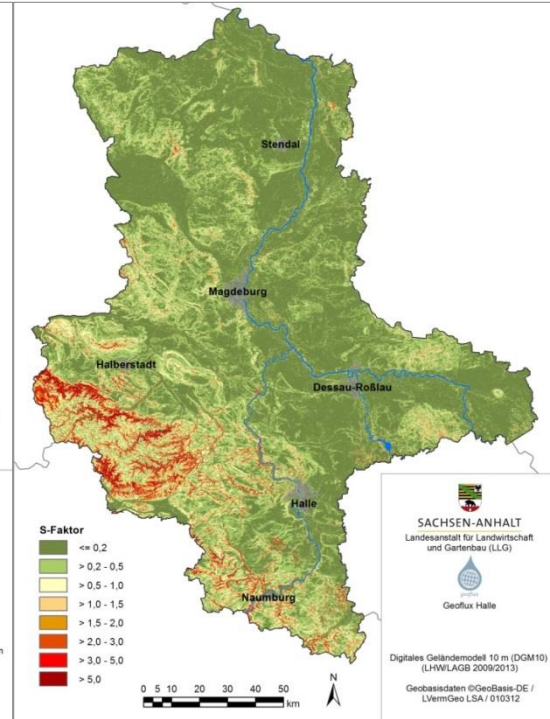 Stendal
Magdeburg
Halberstadt
Dessau-Roßlau
Halle
Naumburg
S-Faktor
<= 0,2
> 0,2 - 0,5
> 0,5 - 1,0
> 1,0 - 1,5
> 1,5 - 2,0
> 2,0 - 3,0
> 3,0 - 5,0
> 5,0
0 5 10 20 30 40 50
km
N
SACHSEN-ANHALT
Landesanstalt für Landwirtschaft
und Gartenbau (LLG)
geoflux
Geoflux Halle
Digitales Geländemodell 10 m (DGM10)
(LHW/LAGB 2009/2013)
Geobasisdaten ©GeoBasis-DE /
LVermGeo LSA / 010312